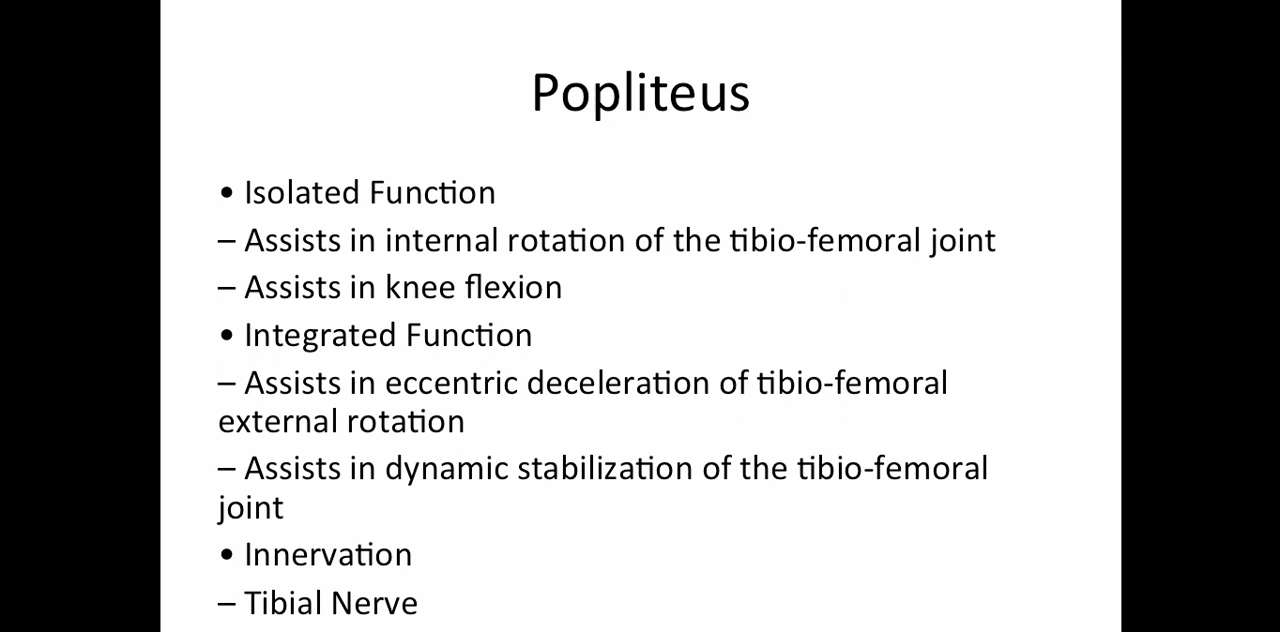 Popliteus
• Isolated Function
– Assists in internal rotation of the tibio-femoral joint
– Assists in knee flexion
• Integrated Function
– Assists in eccentric deceleration of tibio-femoral
external rotation
– Assists in dynamic stabilization of the tibio-femoral
joint
• Innervation
– Tibial Nerve